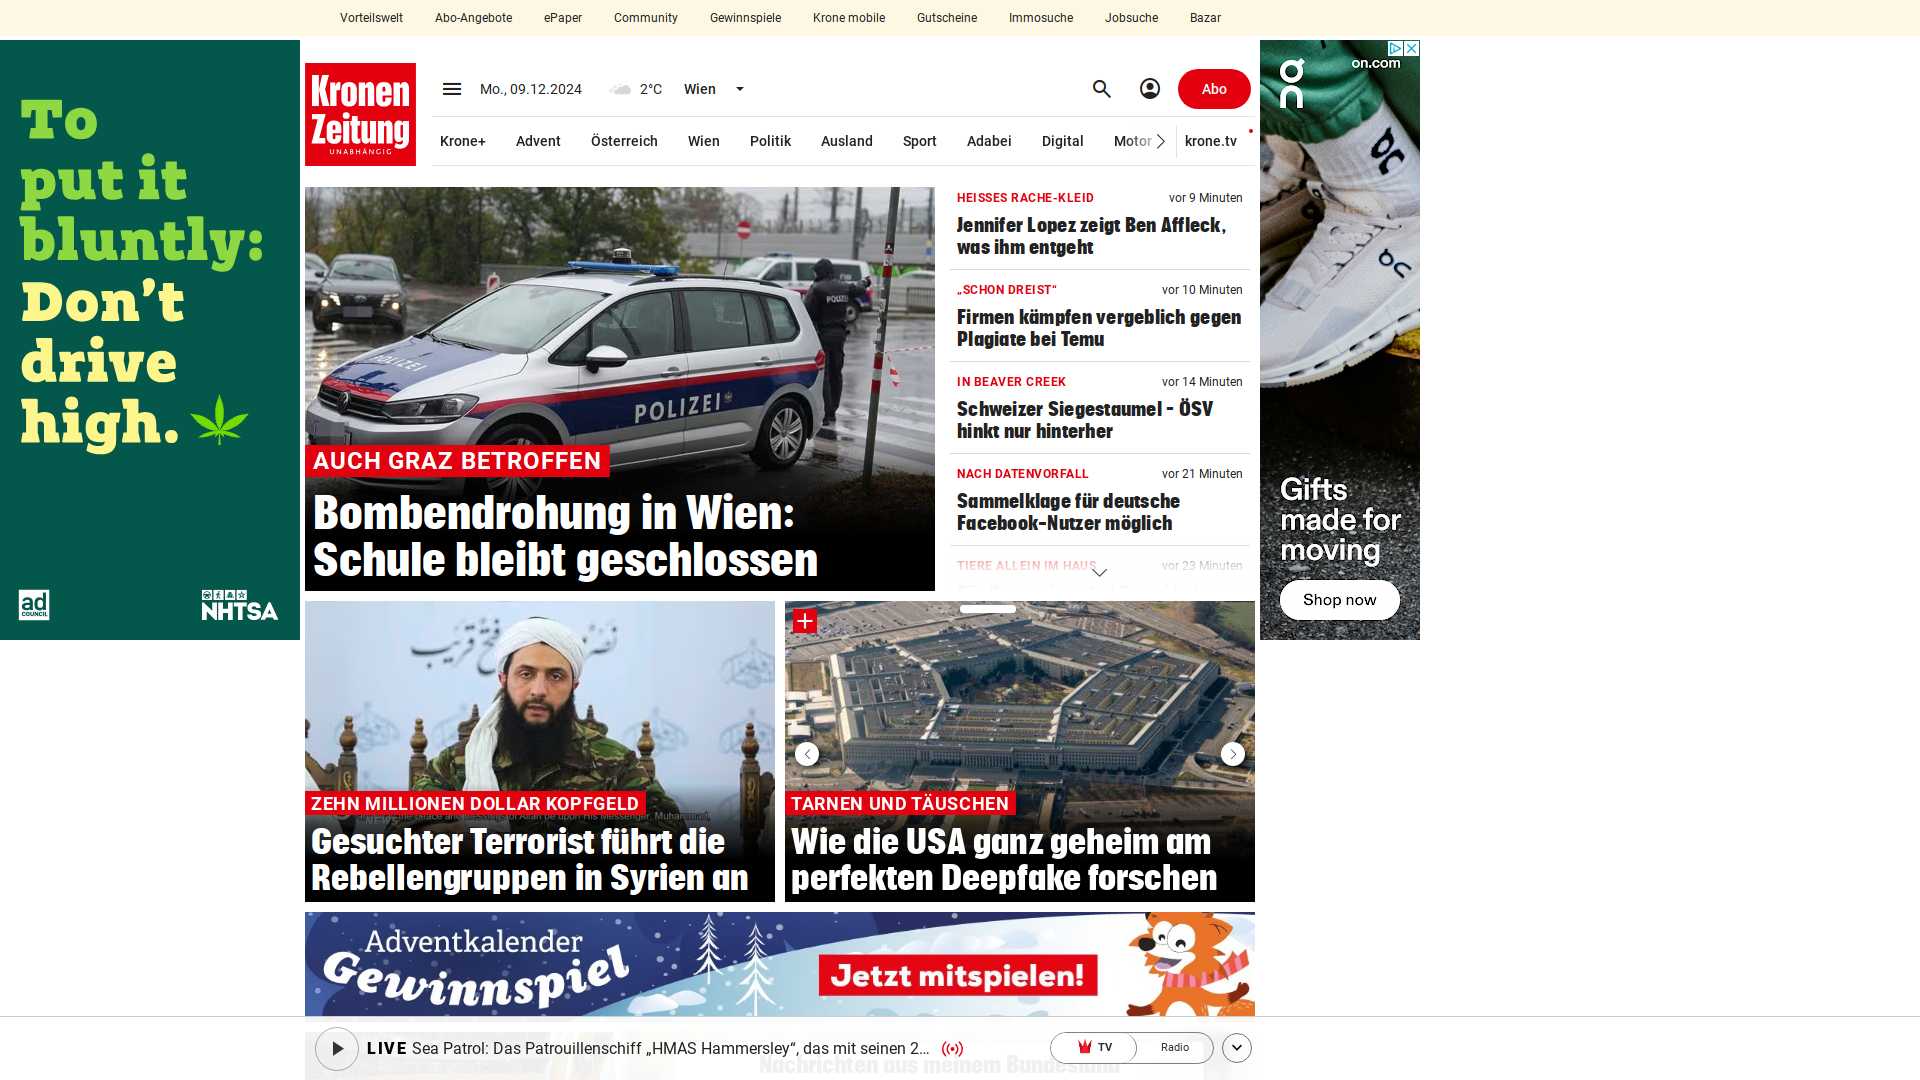 Vorteilswelt Abo-Angebote ePaper Community Gewinnspiele Krone mobile Gutscheine Immosuche Jobsuche Bazar
To
put it
bluntly:
Don't
drive
high.
ad
COUNCIL
NHTSA
Kronen
Zeitung
UNABHÄNGIG
Mo., 09.12.2024 2°C Wien
Abo
Krone+ Advent Österreich Wien Politik Ausland Sport Adabei Digital Motor krone.tv
POLIZEI
POLIZEI
POLIZEI
AUCH GRAZ BETROFFEN
Bombendrohung in Wien:
Schule bleibt geschlossen
HEISSES RACHE-KLEID vor 9 Minuten
Jennifer Lopez zeigt Ben Affleck,
was ihm entgeht
„SCHON DREIST“ vor 10 Minuten
Firmen kämpfen vergeblich gegen
Plagiate bei Temu
IN BEAVER CREEK vor 14 Minuten
Schweizer Siegestaumel - ÖSV
hinkt nur hinterher
NACH DATENVORFALL vor 21 Minuten
Sammelklage für deutsche
Facebook-Nutzer möglich
TIERE ALLEIN IM HAUS vor 23 Minuten
on
on.com
Gifts
made for
moving
Shop now
ZEHN MILLIONEN DOLLAR KOPFGELD
Gesuchter Terrorist führt die
Rebellengruppen in Syrien an
TARNEN UND TÄUSCHEN
Wie die USA ganz geheim am
perfekten Deepfake forschen
Adventkalender
Gewinnspiel
Jetzt mitspielen!
LIVE Sea Patrol: Das Patrouillenschiff „HMAS Hammersley“, das mit seinen 2...
TV Radio
Nachrichten aus meinem Bundesland